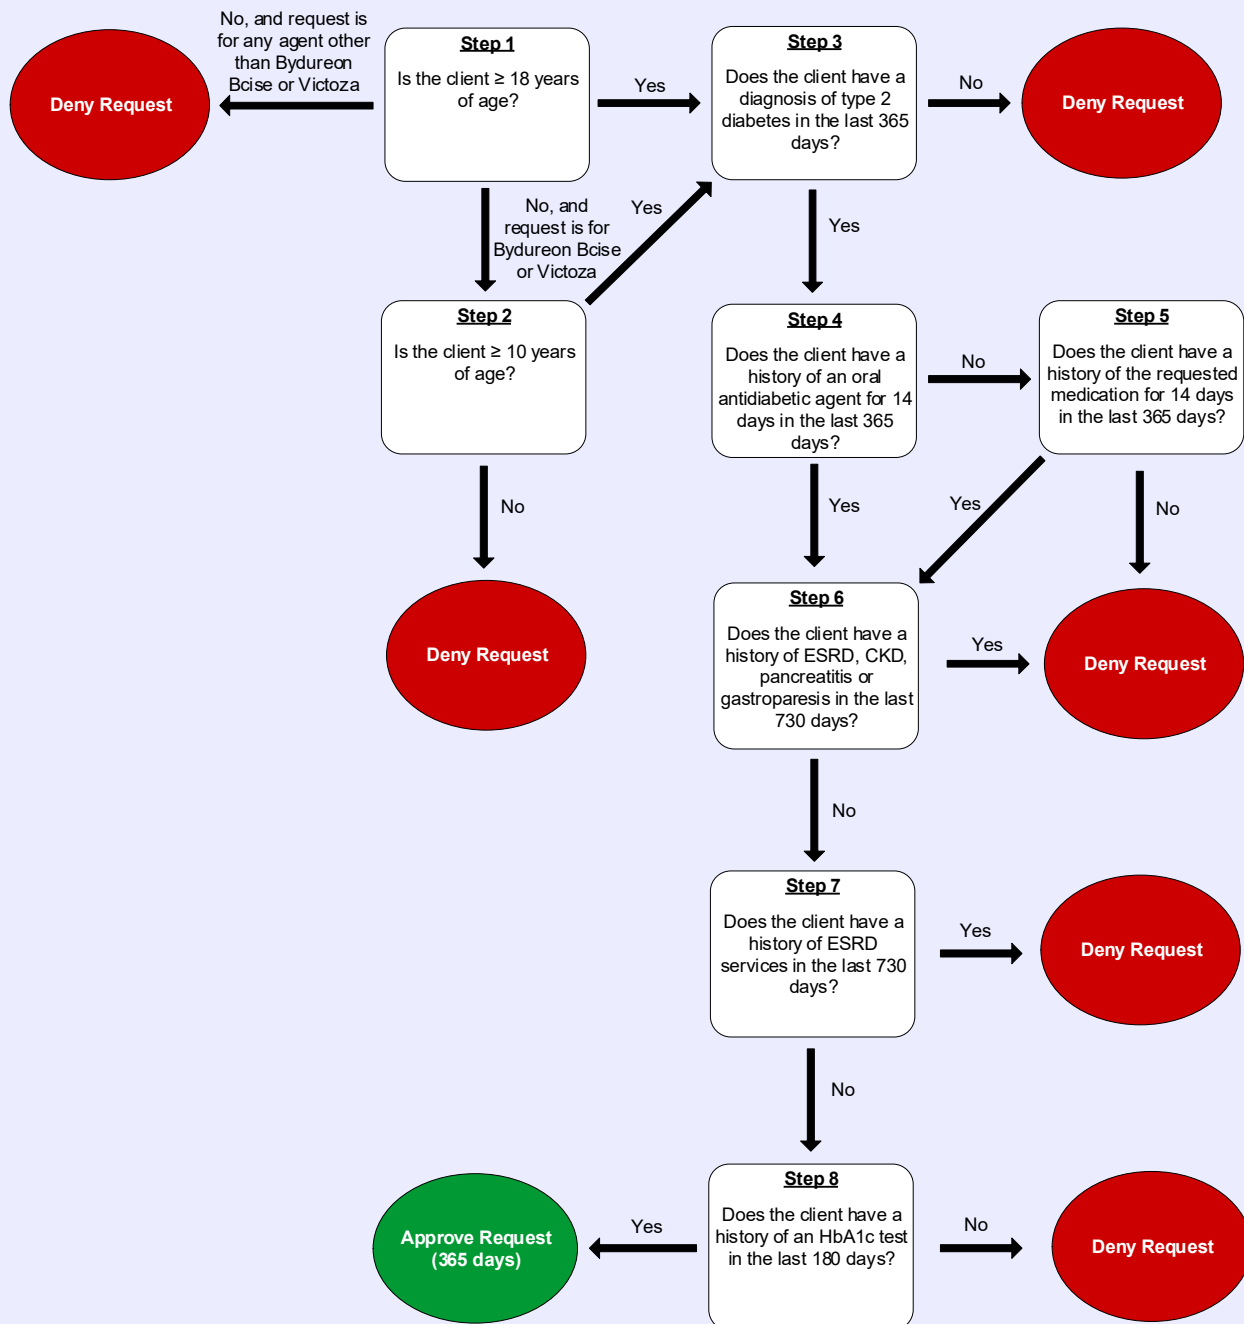 No, and request is
for any agent other
than Bydureon
Bcise or Victoza
Deny Request
Step 1
Is the client ≥ 18 years
of age?
Yes
Step 3
Does the client have a
diagnosis of type 2
diabetes in the last 365
days?
No
Deny Request
No, and
request is for
Bydureon Bcise
or Victoza
Yes
Yes
Step 2
Is the client ≥ 10 years
of age?
Step 4
Does the client have a
history of an oral
antidiabetic agent for 14
days in the last 365
days?
No
Step 5
Does the client have a
history of the requested
medication for 14 days
in the last 365 days?
No
Yes
Yes
No
Deny Request
Step 6
Does the client have a
history of ESRD, CKD,
pancreatitis or
gastroparesis in the last
730 days?
Yes
Deny Request
No
Step 7
Does the client have a
history of ESRD
services in the last 730
days?
Yes
Deny Request
No
Approve Request
(365 days)
Yes
Step 8
Does the client have a
history of an HbA1c test
in the last 180 days?
No
Deny Request